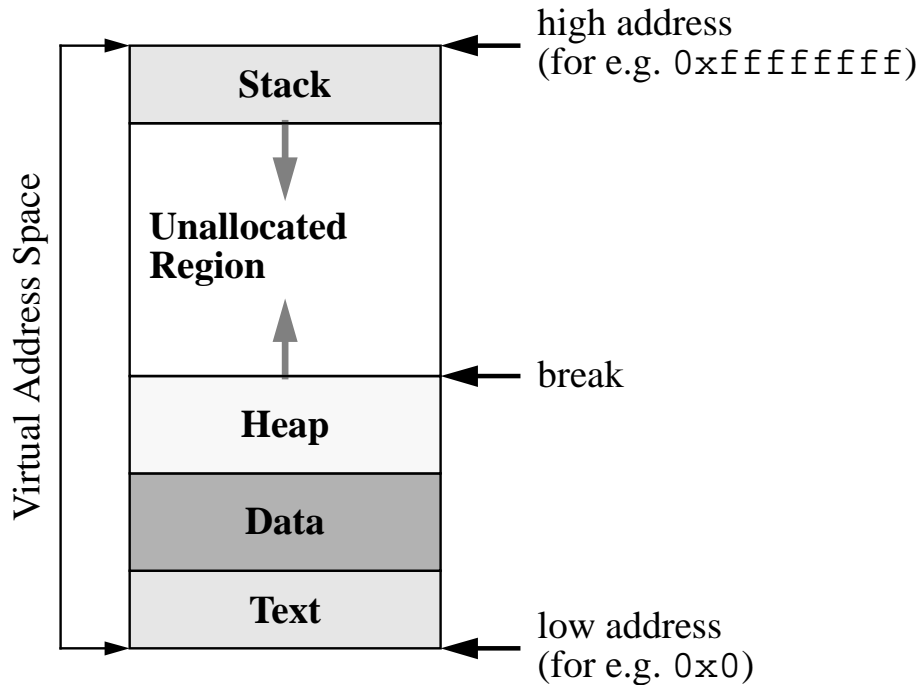 high address
(for e.g. 0xffffffff)
Stack
Virtual Address Space
Unallocated
Region
break
Heap
Data
Text
low address
(for e.g. 0x0)